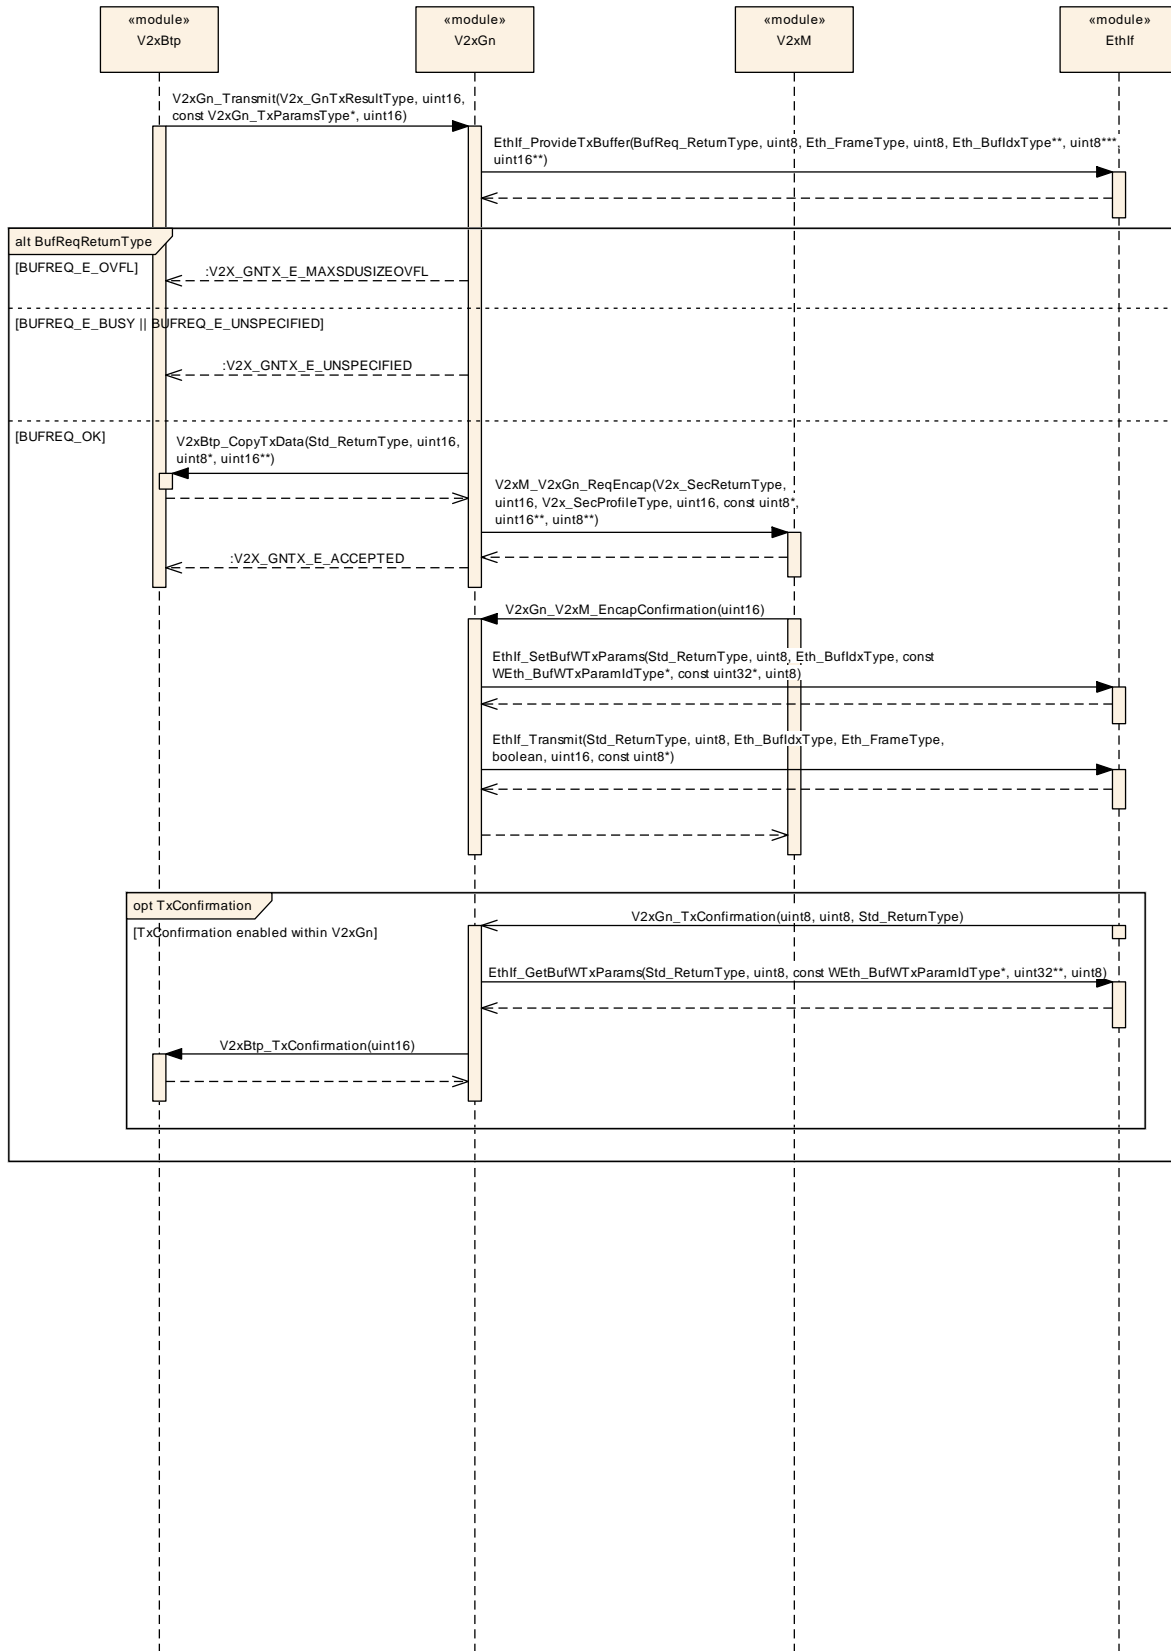 «module»
V2xBtp
«module»
V2xGn
«module»
V2xM
«module»
EthIf
V2xGn_Transmit(V2x_GnTxResultType, uint16,
const V2xGn_TxParamsType*, uint16)
EthIf_ProvideTxBuffer(BufReq_ReturnType, uint8, Eth_FrameType, uint8, Eth_BufIdxType**, uint8***,
uint16**)
alt BufReqReturnType
[BUFREQ_E_OVFL]
:V2X_GNTX_E_MAXSDUSIZEOVFL
[BUFREQ_E_BUSY || BUFREQ_E_UNSPECIFIED]
:V2X_GNTX_E_UNSPECIFIED
[BUFREQ_OK]
V2xBtp_CopyTxData(Std_ReturnType, uint16,
uint8*, uint16**)
V2xM_V2xGn_ReqEncap(V2x_SecReturnType,
uint16, V2x_SecProfileType, uint16, const uint8*,
uint16**, uint8**)
:V2X_GNTX_E_ACCEPTED
V2xGn_V2xM_EncapConfirmation(uint16)
EthIf_SetBufWTxParams(Std_ReturnType, uint8, Eth_BufIdxType, const
WEth_BufWTxParamIdType*, const uint32*, uint8)
EthIf_Transmit(Std_ReturnType, uint8, Eth_BufIdxType, Eth_FrameType,
boolean, uint16, const uint8*)
opt TxConfirmation
[TxConfirmation enabled within V2xGn]
V2xGn_TxConfirmation(uint8, uint8, Std_ReturnType)
EthIf_GetBufWTxParams(Std_ReturnType, uint8, const WEth_BufWTxParamIdType*, uint32**, uint8)
V2xBtp_TxConfirmation(uint16)